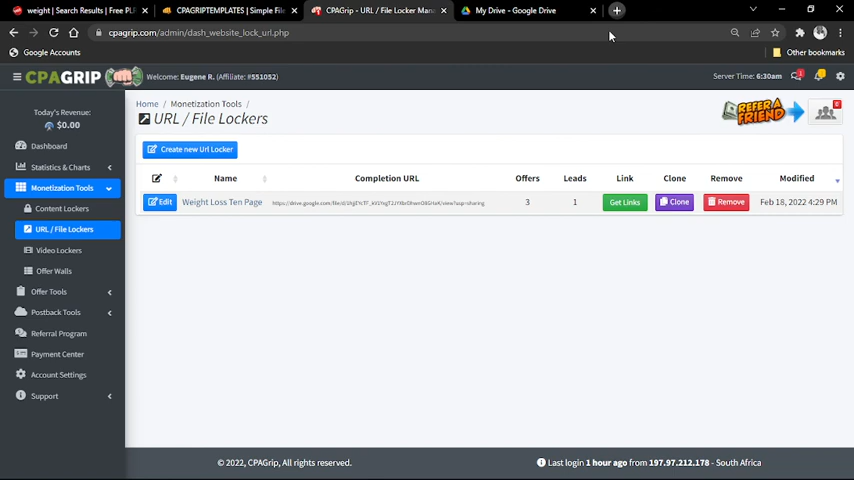 weight | Search Results | Free PLR
CPAGRIPTEMPLATES | Simple File
CPAGrip - URL / File Locker Man
My Drive - Google Drive
cpagrip.com/admin/dash_website_lock_url.php
Google Accounts
Other bookmarks
CPAGRIP
Welcome: Eugene R. (Affiliate: #551052)
Server Time: 6:30am
1
Today's Revenue:
$0.00
Dashboard
Statistics & Charts
Monetization Tools
Content Lockers
URL / File Lockers
Video Lockers
Offer Walls
Offer Tools
Postback Tools
Referral Program
Payment Center
Account Settings
Support
Home / Monetization Tools /
URL / File Lockers
REFER A FRIEND
0
Create new Url Locker
Name Completion URL Offers Leads Link Clone Remove Modified
Edit Weight Loss Ten Page 3 1 Get Links Clone Remove Feb 18, 2022 4:29 PM
© 2022, CPAGrip, All rights reserved.
Last login 1 hour ago from 197.97.212.178 - South Africa